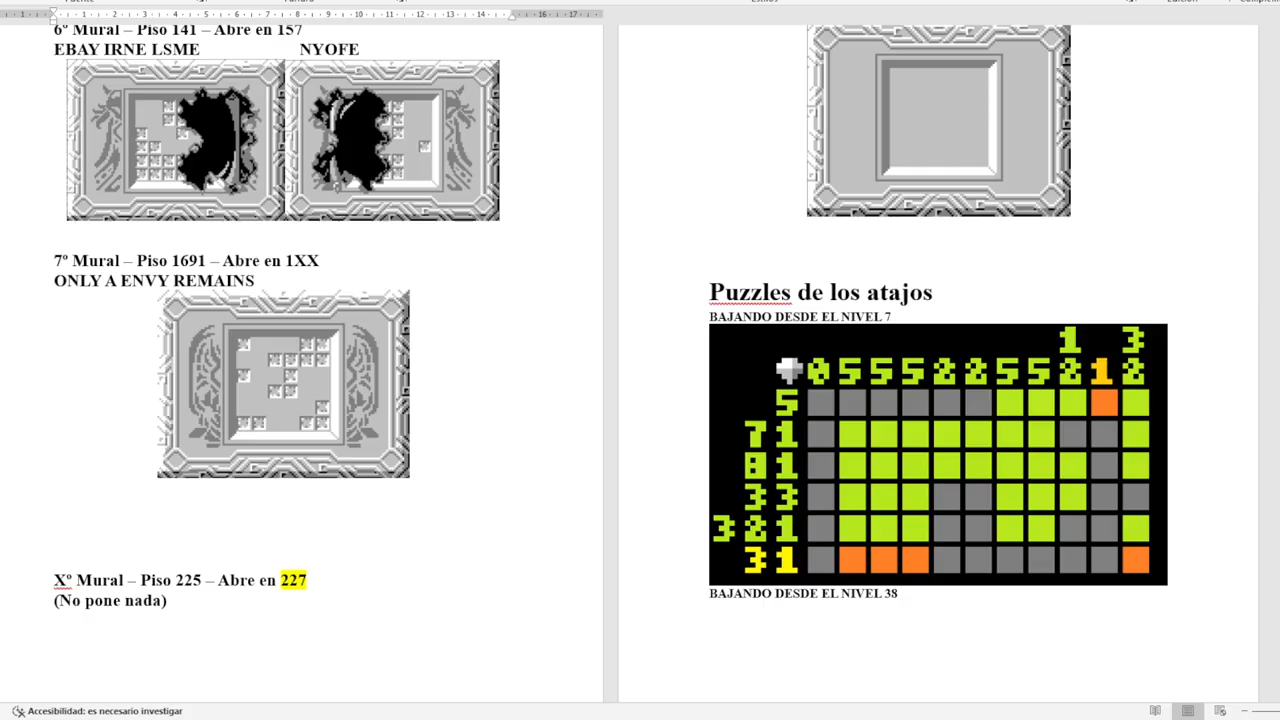 6º Mural – Piso 141 – Abre en 157
EBAY IRNE LSME NYOFE
7º Mural – Piso 1691 – Abre en 1XX
ONLY A ENVY REMAINS
Xº Mural – Piso 225 – Abre en 227
(No pone nada)
Puzzles de los atajos
BAJANDO DESDE EL NIVEL 7
1 3
0 5 5 5 2 2 5 5 2 1 2
5
7 1
8 1
3 3
3 2 1
3 1
BAJANDO DESDE EL NIVEL 38
Accesibilidad: es necesario investigar